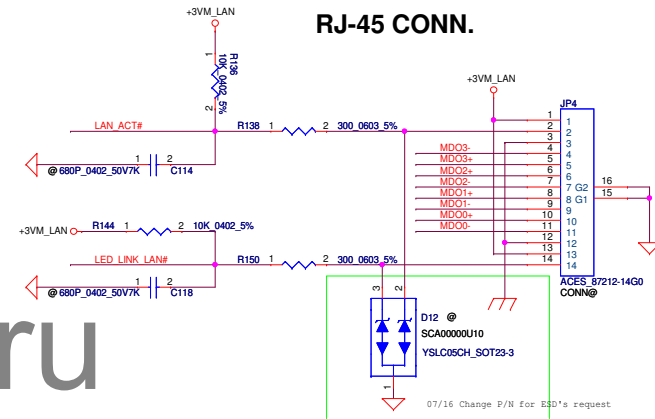 RJ-45 CONN.
+3VM_LAN
1
R136
10K_0402_5%
2
+3VM_LAN
JP4
LAN_ACT#
R138 1 2 300_0603_5%
@ 680P_0402_50V7K
1 2
C114
1 1
2 2
3 3
MDO3- 4 4
MDO3+ 5 5
MDO2+ 6 6
MDO2- 7 7 G2 16
MDO1+ 8 8 G1 15
MDO1- 9 9
MDO0+ 10 10
MDO0- 11 11
12 12
13 13
14 14
+3VM_LAN R144 1 2 10K_0402_5%
LED_LINK_LAN#
R150 1 2 300_0603_5%
@ 680P_0402_50V7K
1 2
C118
ACES_87212-14G0
CONN@
3 2
D12 @
SCA00000U10
YSLC05CH_SOT23-3
1
07/16 Change P/N for ESD's request
ru